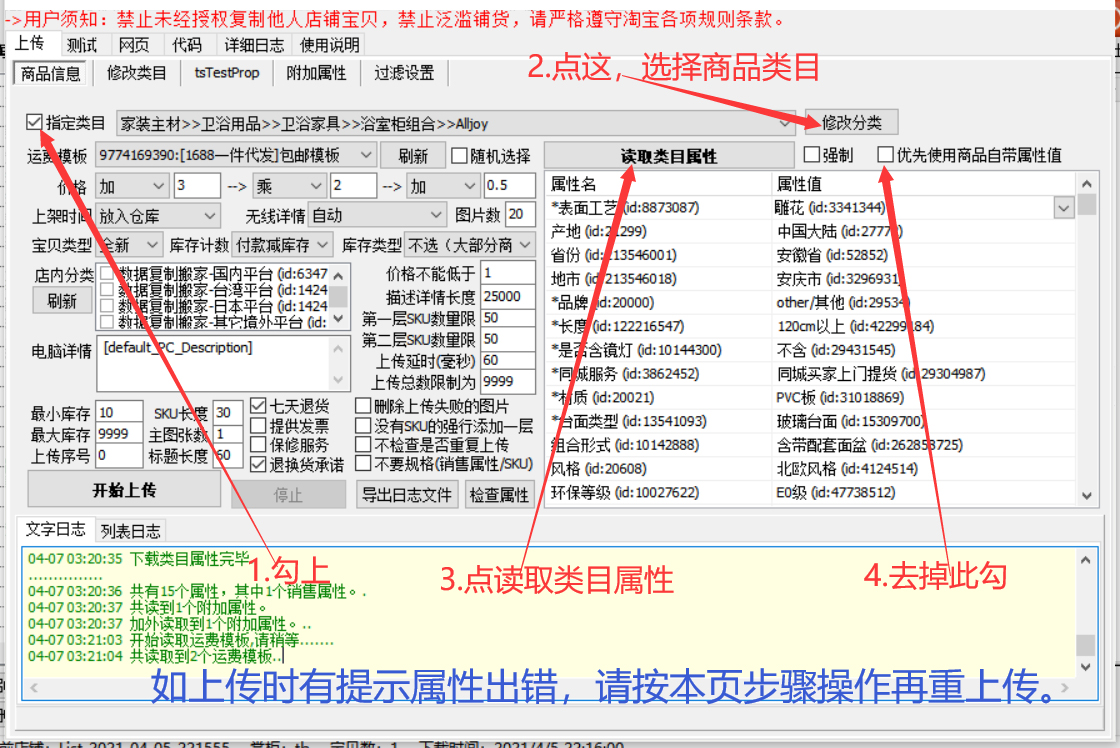 ->用户须知：禁止未经授权复制他人店铺宝贝，禁止泛滥铺货，请严格遵守淘宝各项规则条款。
上传 测试 网页 代码 详细日志 使用说明
商品信息 修改类目 tsTestProp 附加属性 过滤设置
2.点这，选择商品类目
指定类目 家装主材>>卫浴用品>>卫浴家具>>浴室柜组合>>Alljoy 修改分类
运费模板 9774169390:[1688一件代发]包邮模板 刷新 随机选择
读取类目属性 强制 优先使用商品自带属性值
价格 加 3 --> 乘 2 --> 加 0.5
上架时间 放入仓库 无线详情 自动 图片数 20
宝贝类型 全新 库存计数 付款减库存 库存类型 不选（大部分商
店内分类 数据复制搬家-国内平台 (id:6347
数据复制搬家-台湾平台 (id:1424
数据复制搬家-日本平台 (id:1424
数据复制搬家-其它境外平台 (id:
刷新
价格不能低于 1
描述详情长度 25000
第一层SKU数量限 50
第二层SKU数量限 50
上传延时(毫秒) 60
上传总数限制为 9999
电脑详情 [default_PC_Description]
最小库存 10 SKU长度 30 七天退货 删除上传失败的图片
最大库存 9999 主图张数 1 提供发票 没有SKU的强行添加一层
上传序号 0 标题长度 60 保修服务 不检查是否重复上传
退换货承诺 不要规格(销售属性/SKU)
开始上传 停止 导出日志文件 检查属性
属性名 属性值
*表面工艺 (id:8873087) 雕花 (id:3341344)
产地 (id:21299) 中国大陆 (id:27772)
省份 (id:213546001) 安徽省 (id:52852)
地市 (id:213546018) 安庆市 (id:3296931)
*品牌 (id:20000) other/其他 (id:29534)
*长度 (id:122216547) 120cm以上 (id:42299184)
*是否含镜灯 (id:10144300) 不含 (id:29431545)
*同城服务 (id:3862452) 同城买家上门提货 (id:29304987)
*材质 (id:20021) PVC板 (id:31018869)
*台面类型 (id:13541093) 玻璃台面 (id:15309700)
组合形式 (id:10142888) 含带配套面盆 (id:262858725)
风格 (id:20608) 北欧风格 (id:4124514)
环保等级 (id:10027622) E0级 (id:47738512)
文字日志 列表日志
04-07 03:20:35 下载类目属性完毕
...............
04-07 03:20:36 共有15个属性，其中1个销售属性。.
04-07 03:20:37 共读到1个附加属性。
04-07 03:20:37 加外读取到1个附加属性。..
04-07 03:21:03 开始读取运费模板,请稍等.......
04-07 03:21:04 共读取到2个运费模板..
1.勾上
3.点读取类目属性
4.去掉此勾
如上传时有提示属性出错，请按本页步骤操作再重上传。